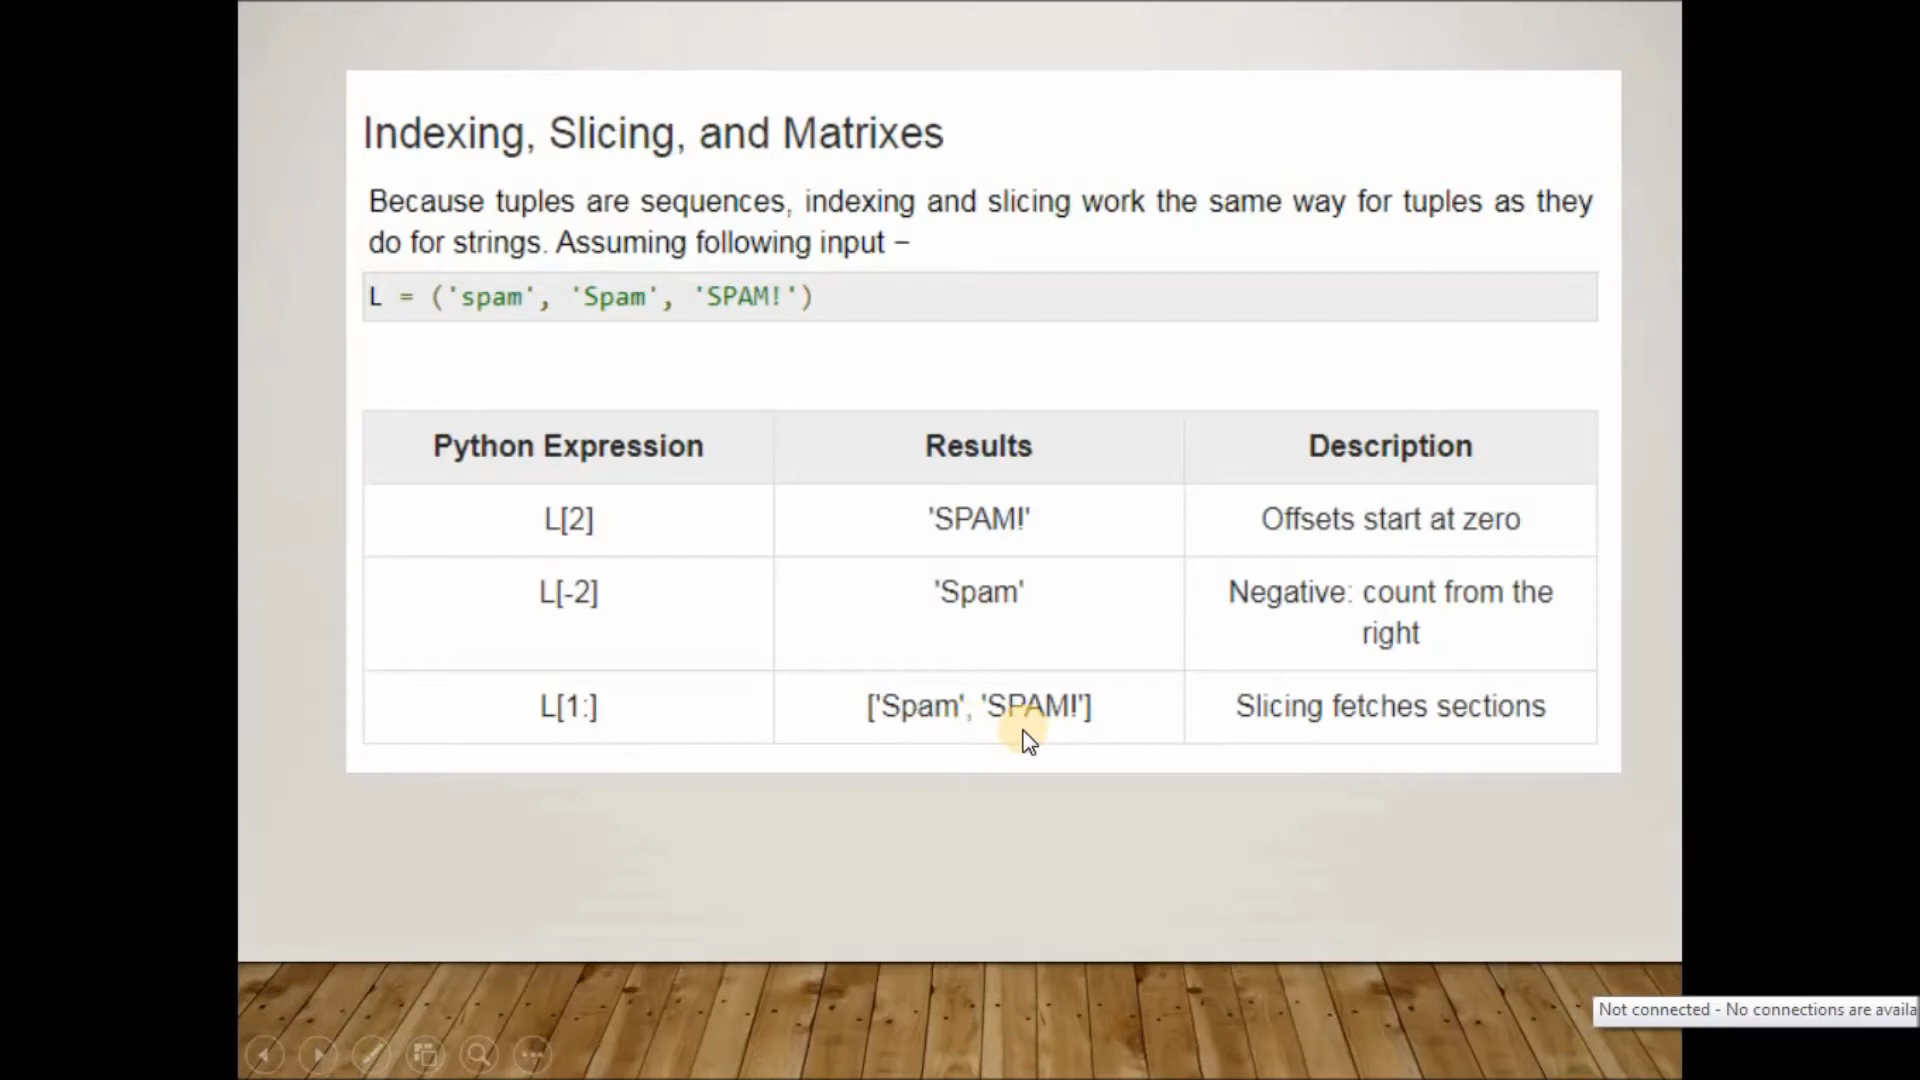 Indexing, Slicing, and Matrixes
Because tuples are sequences, indexing and slicing work the same way for tuples as they
do for strings. Assuming following input –
L = ('spam', 'Spam', 'SPAM!')
Python Expression Results Description
L[2] 'SPAM!' Offsets start at zero
L[-2] 'Spam' Negative: count from the
right
L[1:] ['Spam', 'SPAM!'] Slicing fetches sections
Not connected - No connections are availa